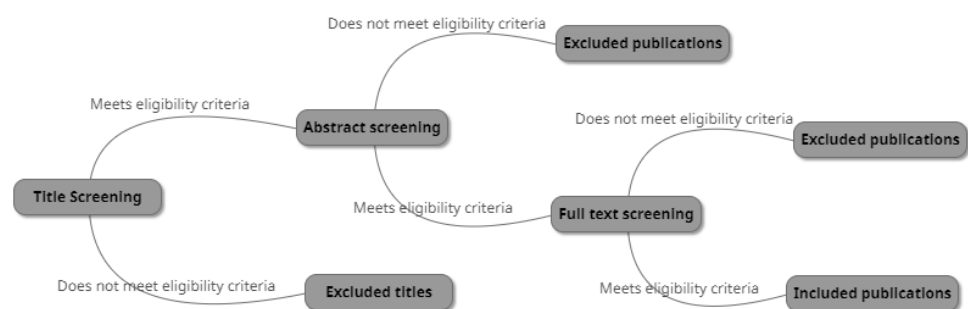 Does not meet eligibility criteria
Excluded publications
Meets eligibility criteria
Abstract screening
Does not meet eligibility criteria
Excluded publications
Title Screening
Meets eligibility criteria
Full text screening
Does not meet eligibility criteria
Excluded titles
Meets eligibility criteria
Included publications